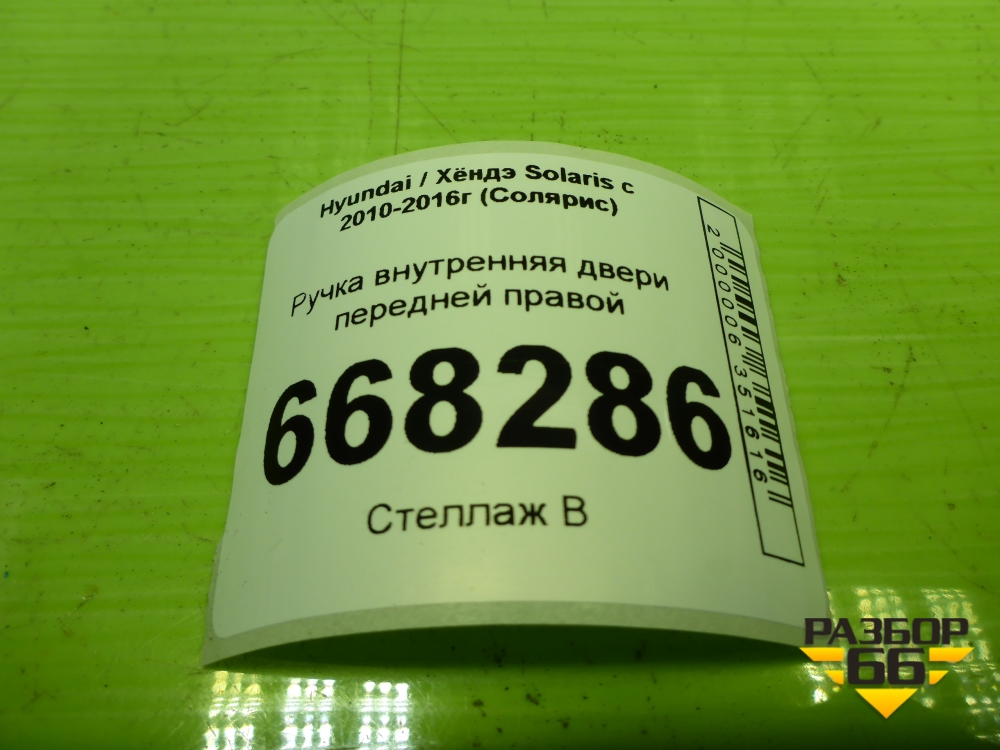 Hyundai / Хёндэ Solaris с
2010-2016г (Солярис)
Ручка внутренняя двери
передней правой
668286
Стеллаж В
2000006351616
РАЗБОР
66